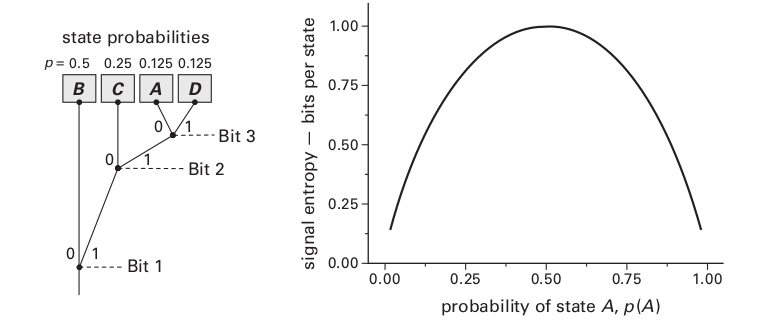 state probabilities
p = 0.5 0.25 0.125 0.125
B C A D
0 1 Bit 3
0 1 Bit 2
0 1 Bit 1
signal entropy — bits per state
1.00
0.75
0.50
0.25
0.00
0.00 0.25 0.50 0.75 1.00
probability of state A, p(A)